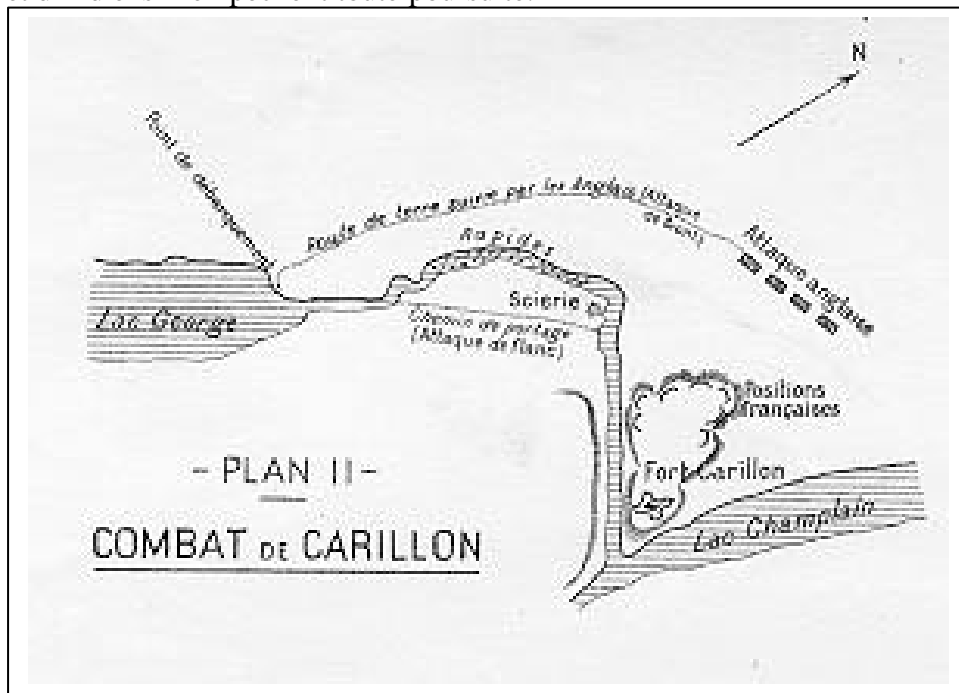 N
Point de débarquement
Route de terre suivie par les Anglais (Attaque
de front)
Rapides
Attaque anglaise
Scierie
Lac George
Chemin de portage
(Attaque de flanc)
Positions
françaises
- PLAN II -
Fort Carillon
COMBAT DE CARILLON
Lac Champlain